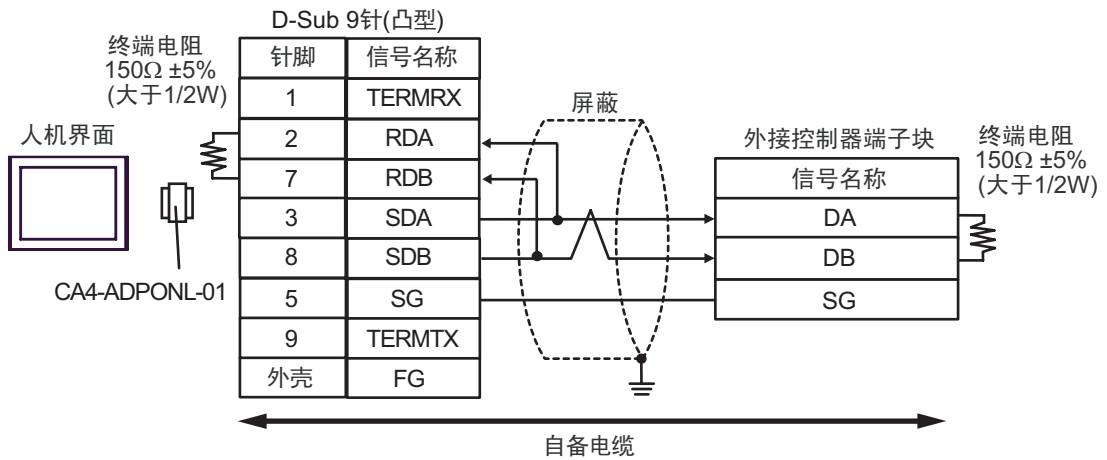 D-Sub 9针(凸型)
终端电阻
150Ω ±5%
(大于1/2W)
人机界面
CA4-ADPONL-01
针脚 信号名称
1 TERMRX
2 RDA
7 RDB
3 SDA
8 SDB
5 SG
9 TERMTX
外壳 FG
屏蔽
外接控制器端子块
信号名称
DA
DB
SG
终端电阻
150Ω ±5%
(大于1/2W)
自备电缆